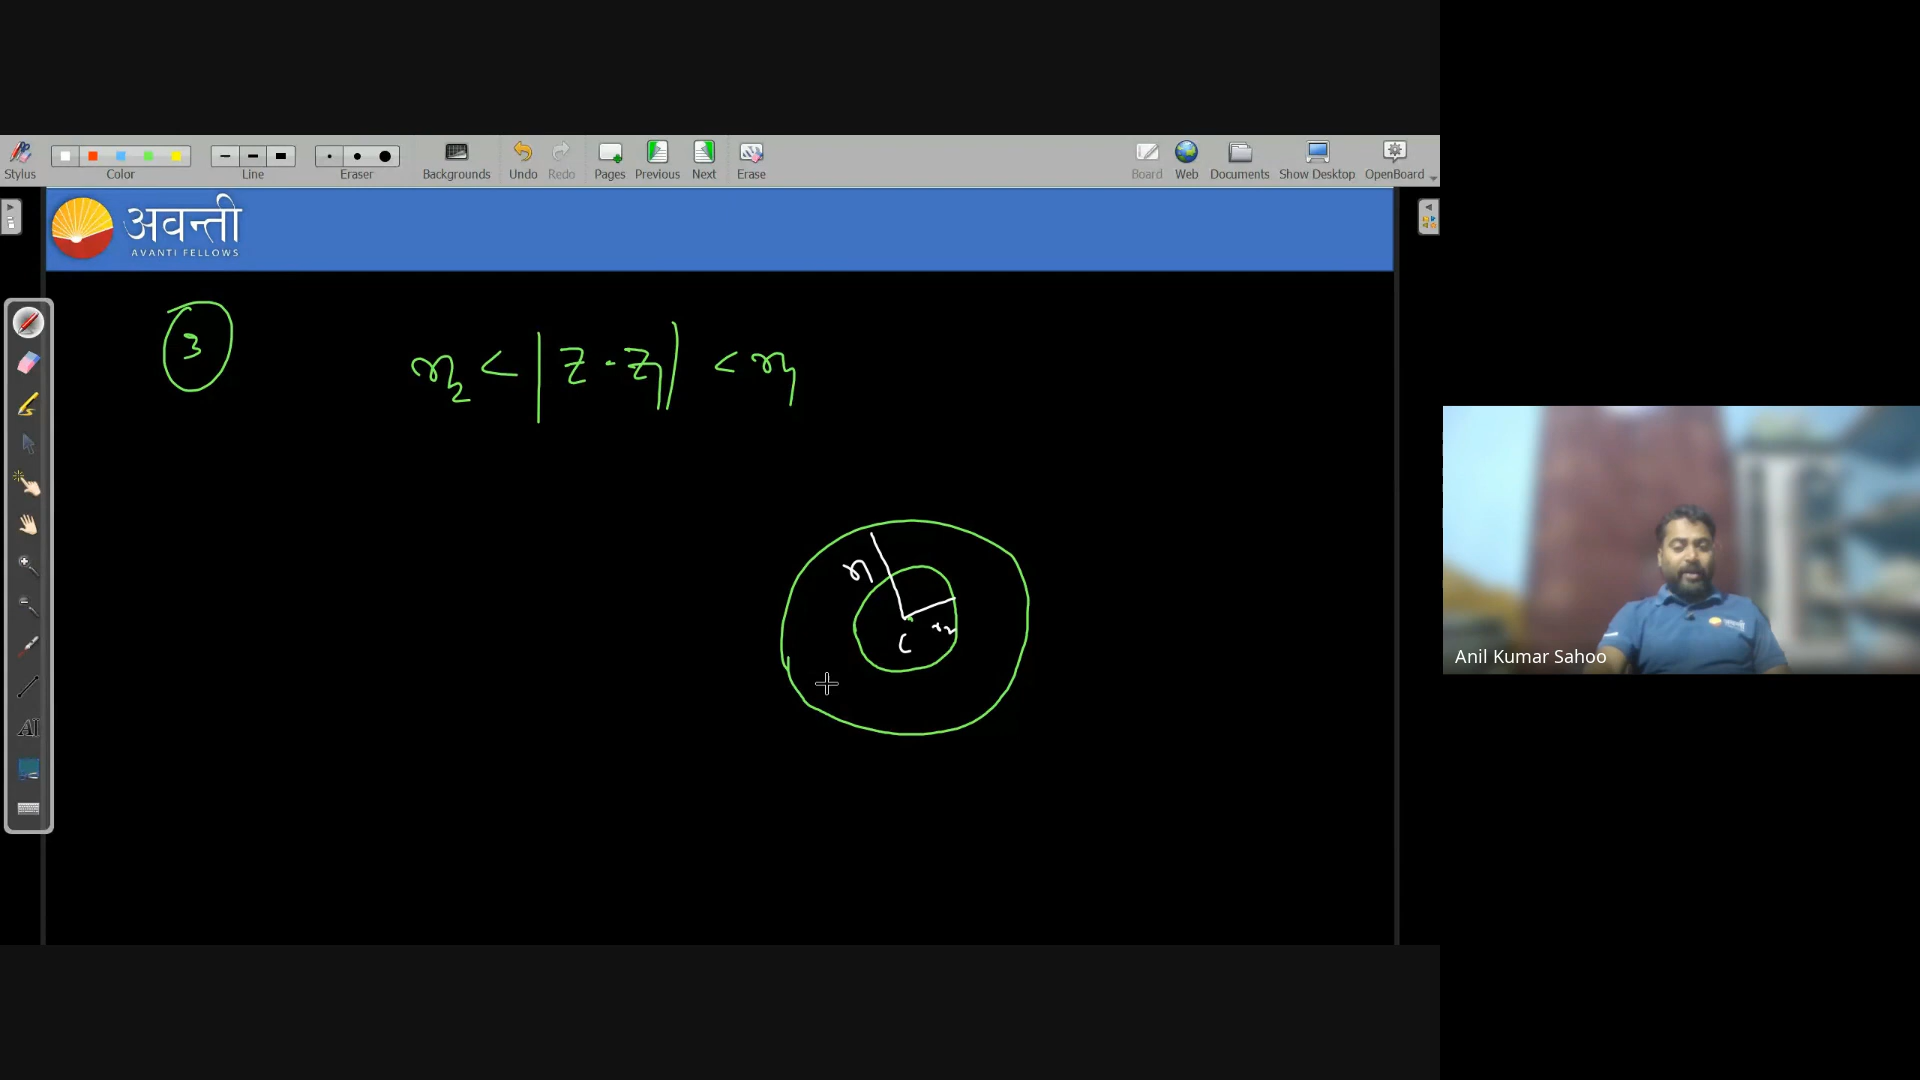 Stylus
Color
Line
Eraser
Backgrounds
Undo
Redo
Pages
Previous
Next
Erase
Board
Web
Documents
Show Desktop
OpenBoard
अवन्ती
AVANTI FELLOWS
3
r₂ < | z - z₁ | < r₁
r₁
r₂
C
AI
Anil Kumar Sahoo